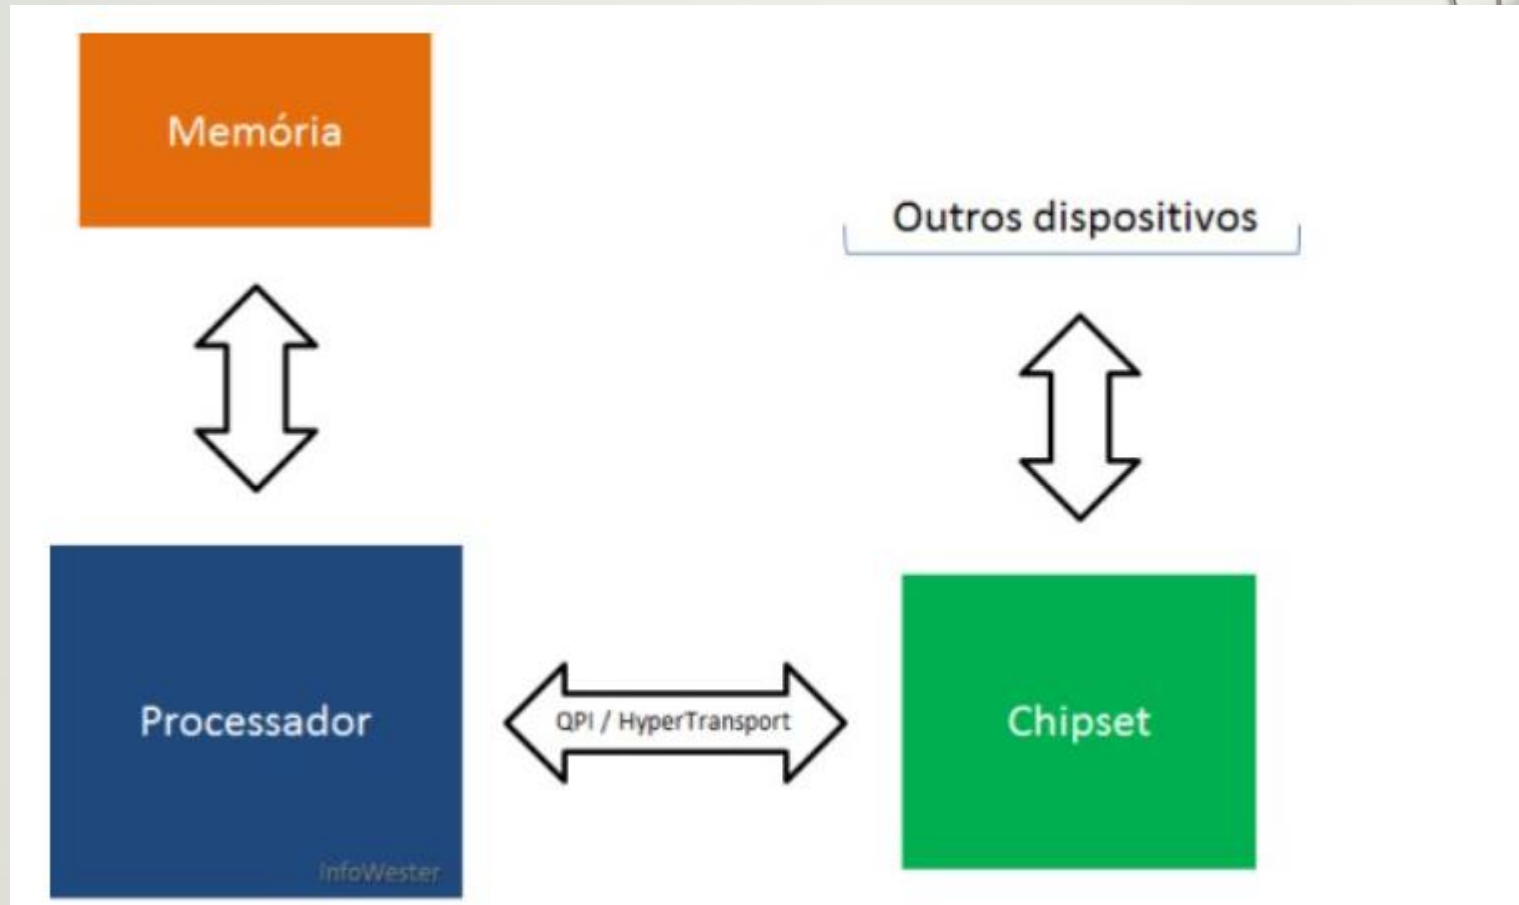 Memória
Outros dispositivos
Processador
QPI / HyperTransport
Chipset
InfoWester